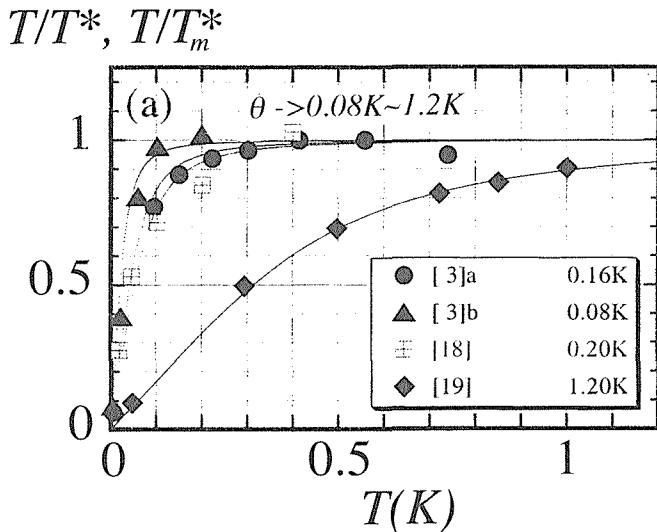 T/T*, T/T*m
(a) θ ->0.08K~1.2K
1
0.5
0
[ 3]a 0.16K
[ 3]b 0.08K
[18] 0.20K
[19] 1.20K
0 0.5 1
T(K)